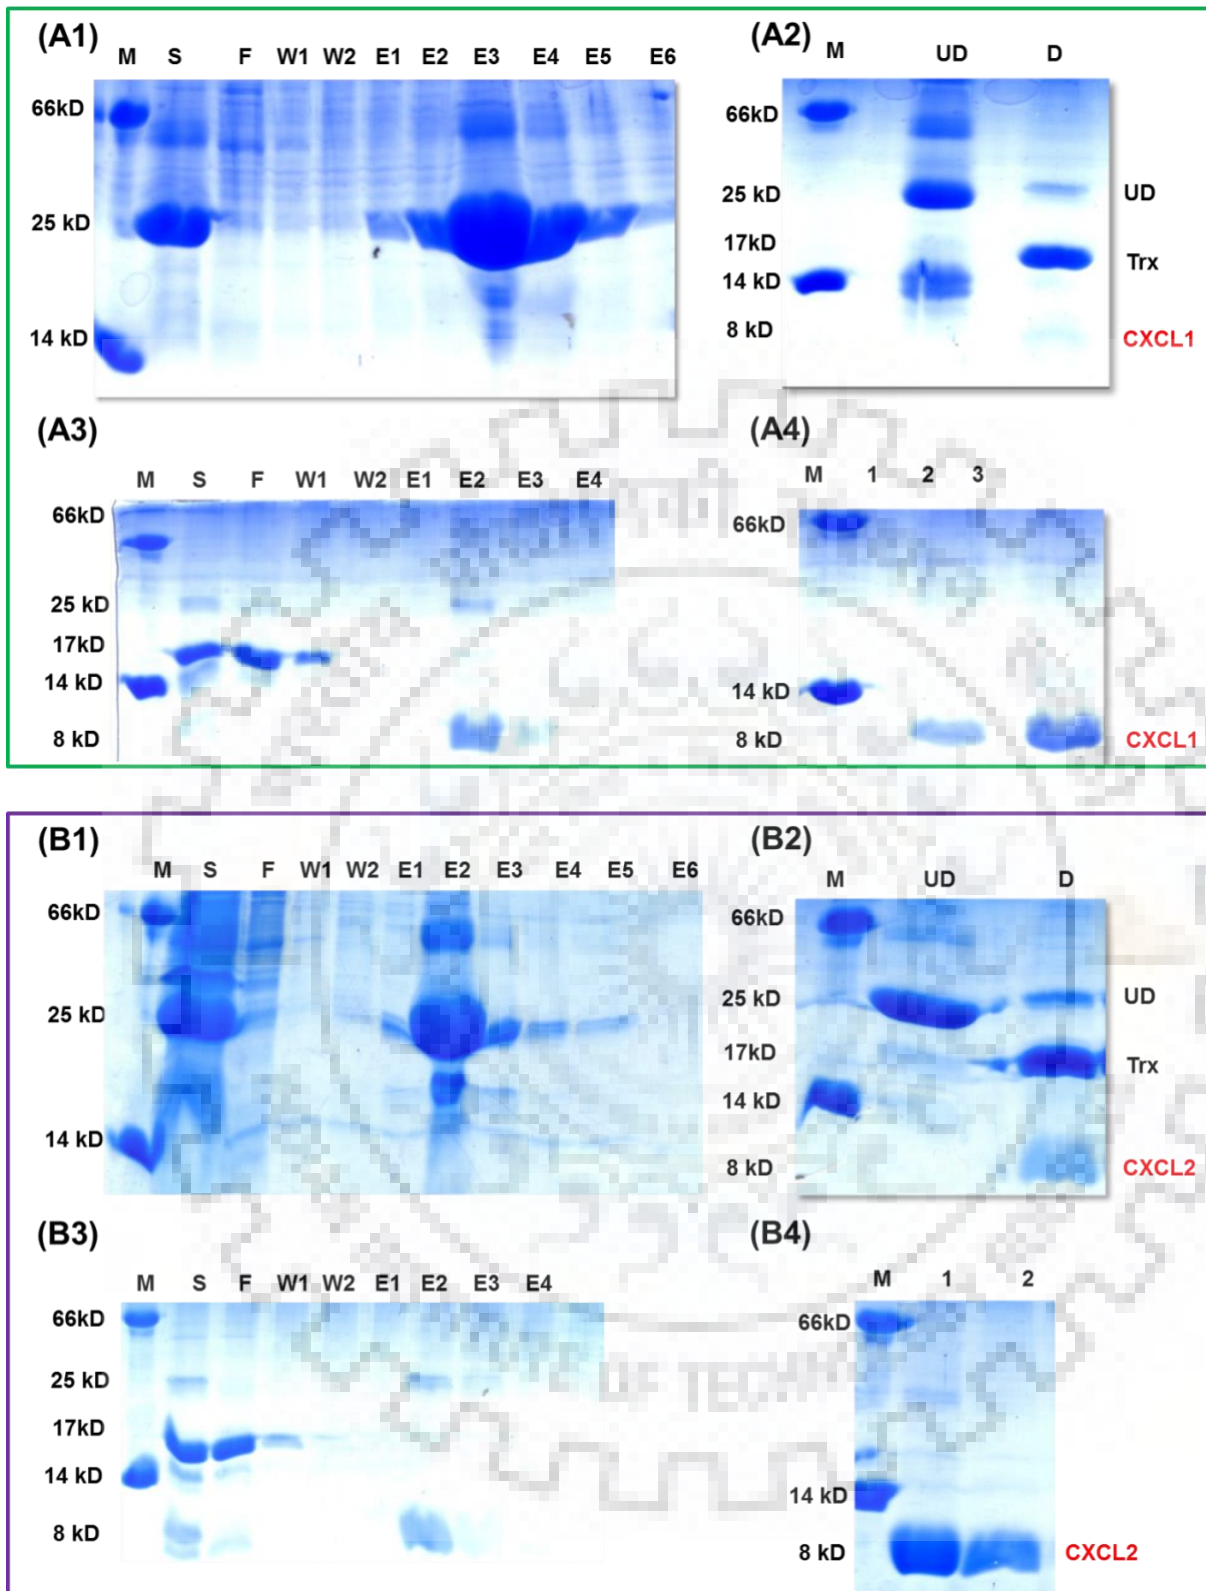 (A1)
M S F W1 W2 E1 E2 E3 E4 E5 E6
66kD
25 kD
14 kD
(A2)
M UD D
66kD
25 kD
17kD
14 kD
8 kD
UD
Trx
CXCL1
(A3)
M S F W1 W2 E1 E2 E3 E4
66kD
25 kD
17kD
14 kD
8 kD
(A4)
M 1 2 3
66kD
14 kD
8 kD
CXCL1
(B1)
M S F W1 W2 E1 E2 E3 E4 E5 E6
66kD
25 kD
14 kD
(B2)
M UD D
66kD
25 kD
17kD
14 kD
8 kD
UD
Trx
CXCL2
(B3)
M S F W1 W2 E1 E2 E3 E4
66kD
25 kD
17kD
14 kD
8 kD
(B4)
M 1 2
66kD
14 kD
8 kD
CXCL2